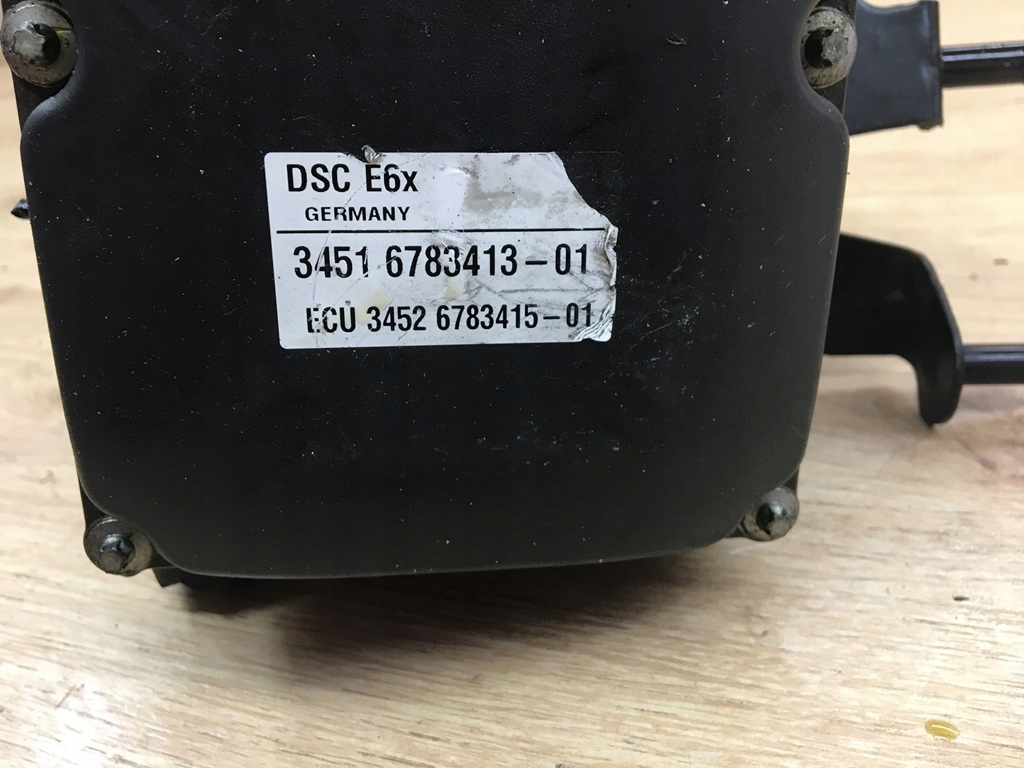 DSC E6x
GERMANY
3451 6783413-01
ECU 3452 6783415-01